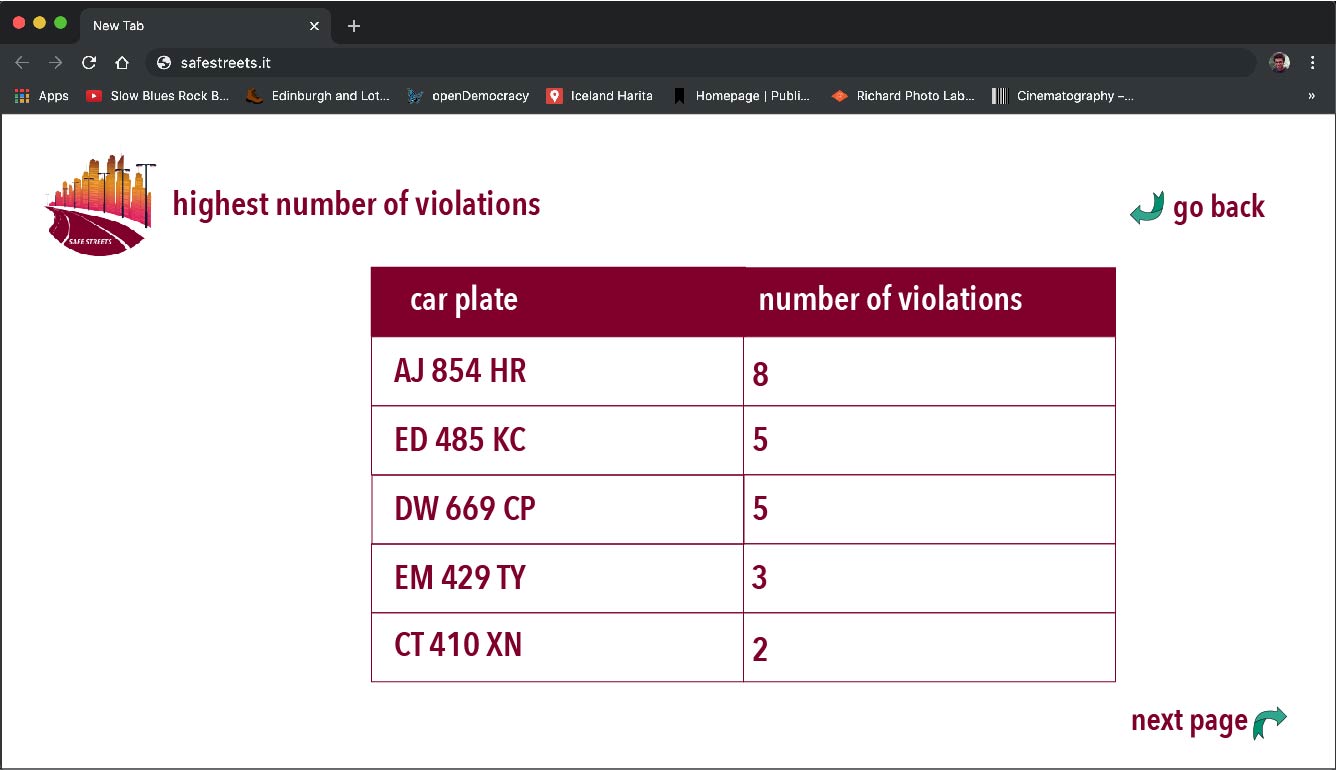 New Tab
safestreets.it
Apps Slow Blues Rock B... Edinburgh and Lot... openDemocracy Iceland Harita Homepage | Publi... Richard Photo Lab... Cinematography –... »
SAFE STREETS
highest number of violations
go back
car plate number of violations
AJ 854 HR 8
ED 485 KC 5
DW 669 CP 5
EM 429 TY 3
CT 410 XN 2
next page